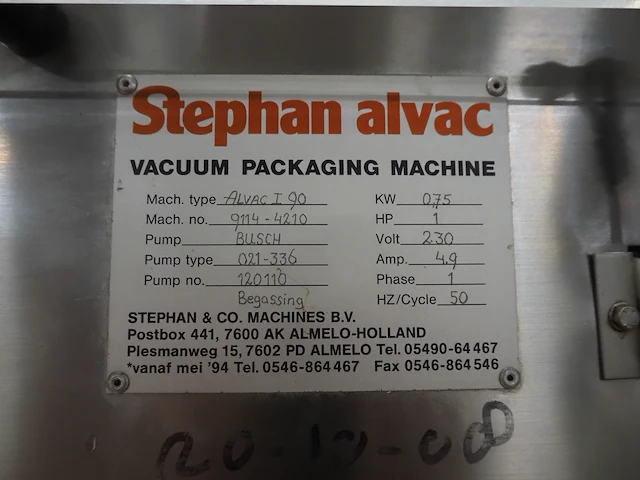 Stephan alvac
VACUUM PACKAGING MACHINE
Mach. type ALVAC I 90 KW 0.75
Mach. no. 9114-4210 HP 1
Pump BUSCH Volt 230
Pump type 021-336 Amp. 4.9
Pump no. 120110 Phase 1
Begassing HZ/Cycle 50
STEPHAN & CO. MACHINES B.V.
Postbox 441, 7600 AK ALMELO-HOLLAND
Plesmanweg 15, 7602 PD ALMELO Tel. 05490-64467
*vanaf mei '94 Tel. 0546-864467 Fax 0546-864546
20-10-08